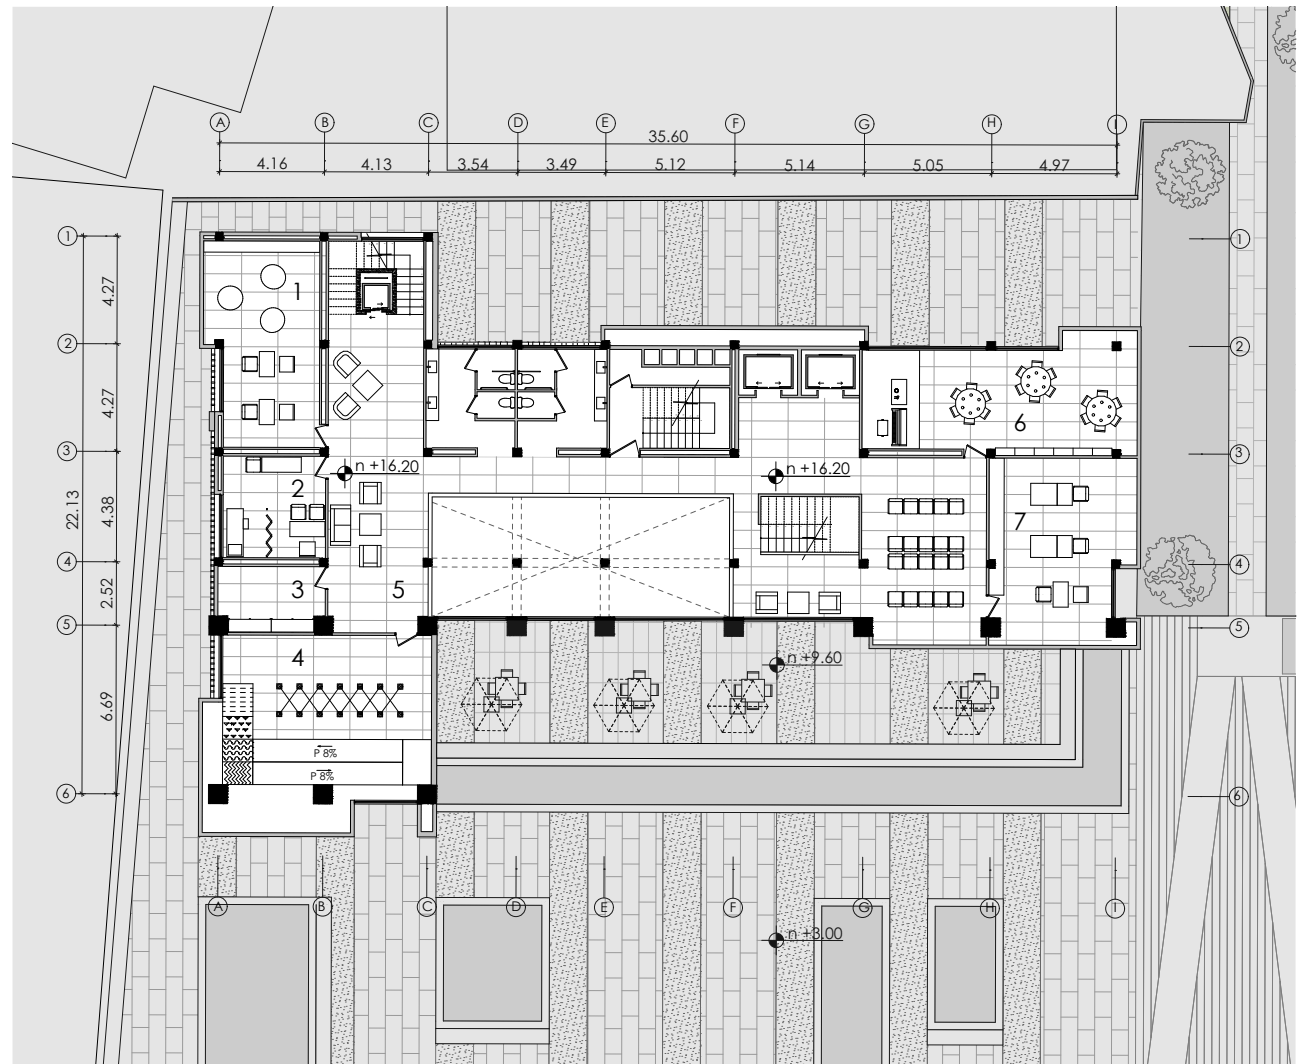 A B C D E F G H I
35.60
4.16 4.13 3.54 3.49 5.12 5.14 5.05 4.97
1 1
4.27
1
2 2
6
4.27
3 3
n +16.20 n +16.20
2
22.13 4.38
7
4 4
3 5
2.52
5 5
4
n +9.60
6.69
P 8%
P 8%
6 6
A B C D E F G H I
n +3.00